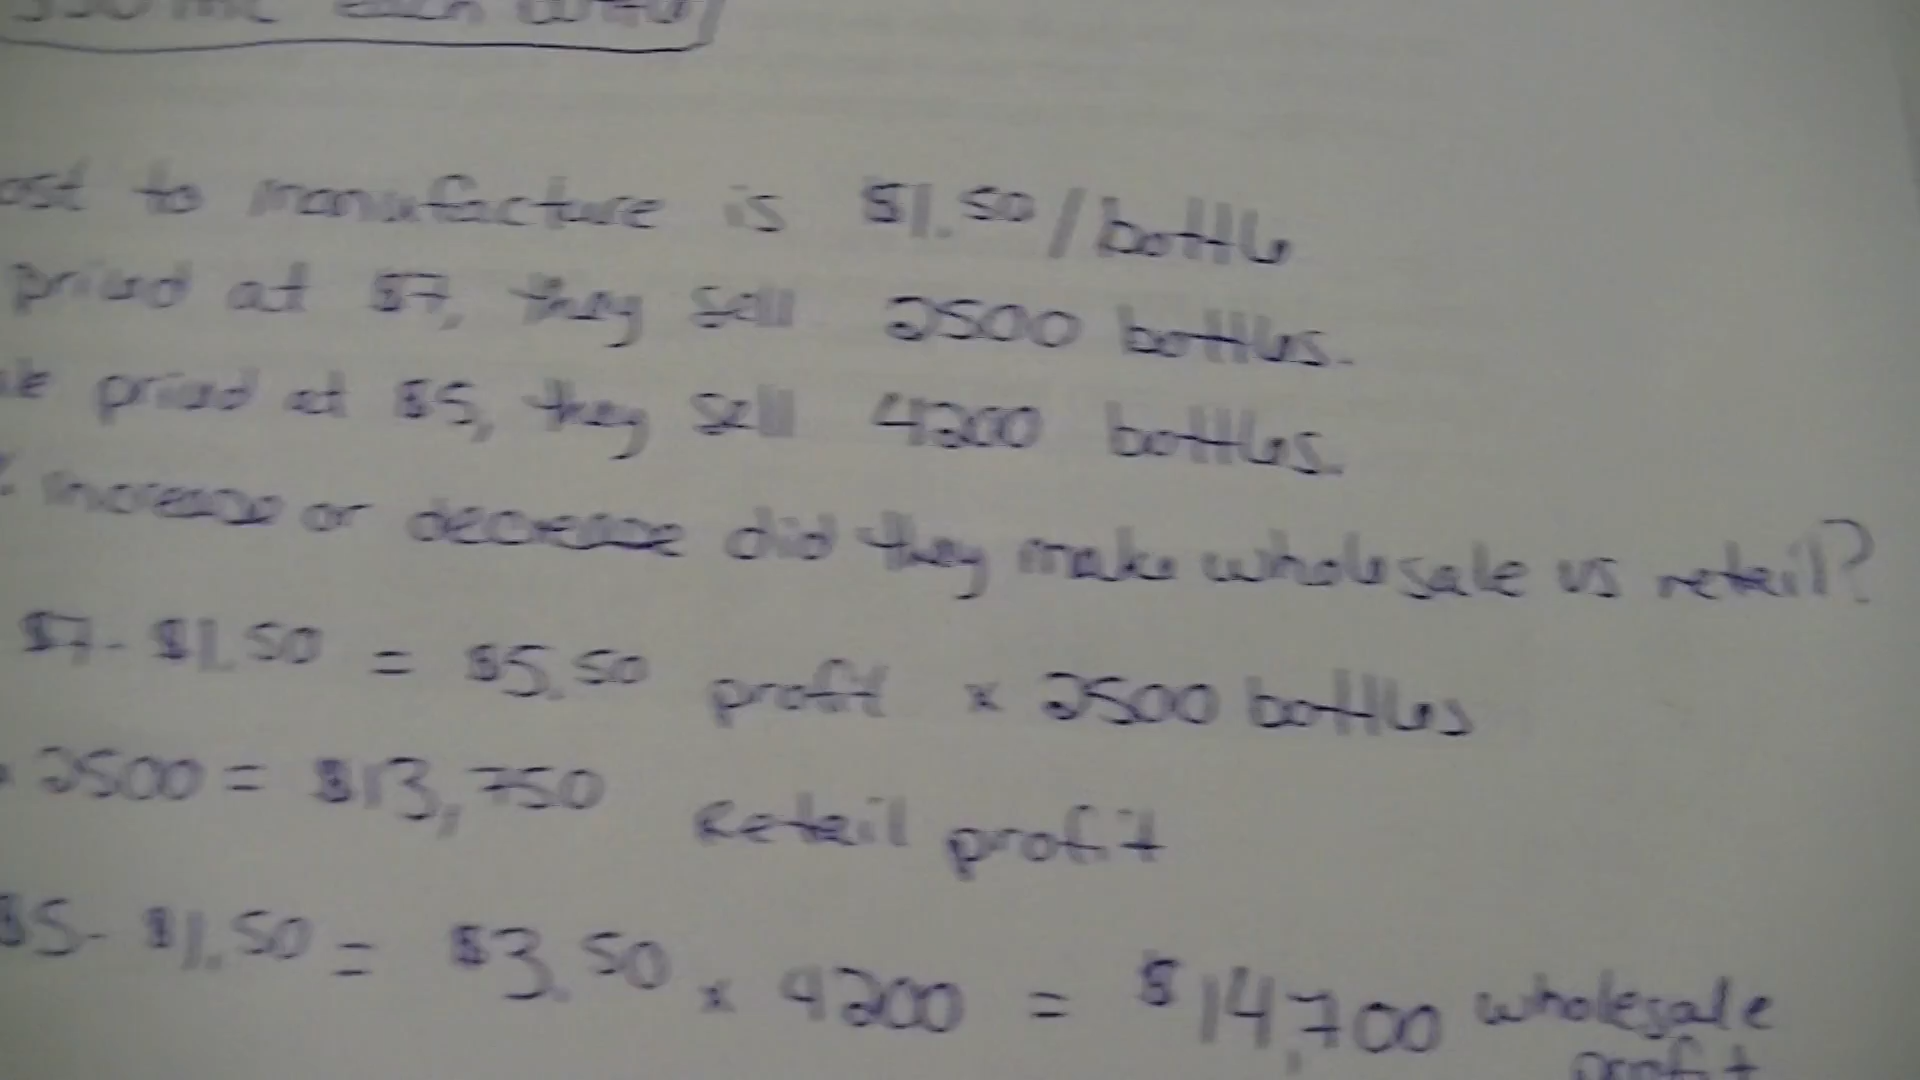 each
ost to manufacture is $1.50/bottle
priced at $7, they sell 2500 bottles.
priced at $5, they sell 4200 bottles.
% increase or decrease did they make wholesale vs retail?
$7 - $1.50 = $5.50 profit x 2500 bottles
2500 = $13,750 Retail profit
$5 - $1.50 = $3.50 x 4200 = $14,700 wholesale
profit